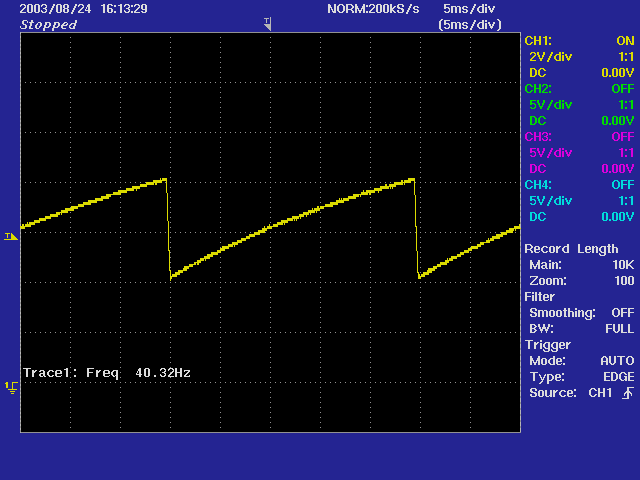 2003/08/24 16:13:29 NORM:200kS/s 5ms/div
Stopped (5ms/div)
T
CH1: ON
2V/div 1:1
DC 0.00V
CH2: OFF
5V/div 1:1
DC 0.00V
CH3: OFF
5V/div 1:1
DC 0.00V
CH4: OFF
5V/div 1:1
DC 0.00V
T
Record Length
Main: 10K
Zoom: 100
Filter
Smoothing: OFF
BW: FULL
Trigger
Mode: AUTO
Type: EDGE
Source: CH1
Trace1: Freq 40.32Hz
1